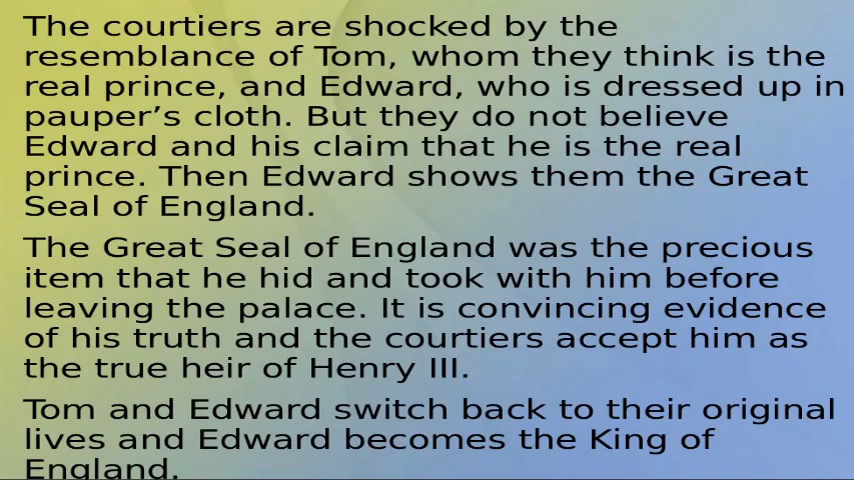 The courtiers are shocked by the
resemblance of Tom, whom they think is the
real prince, and Edward, who is dressed up in
pauper’s cloth. But they do not believe
Edward and his claim that he is the real
prince. Then Edward shows them the Great
Seal of England.
The Great Seal of England was the precious
item that he hid and took with him before
leaving the palace. It is convincing evidence
of his truth and the courtiers accept him as
the true heir of Henry III.
Tom and Edward switch back to their original
lives and Edward becomes the King of
England.